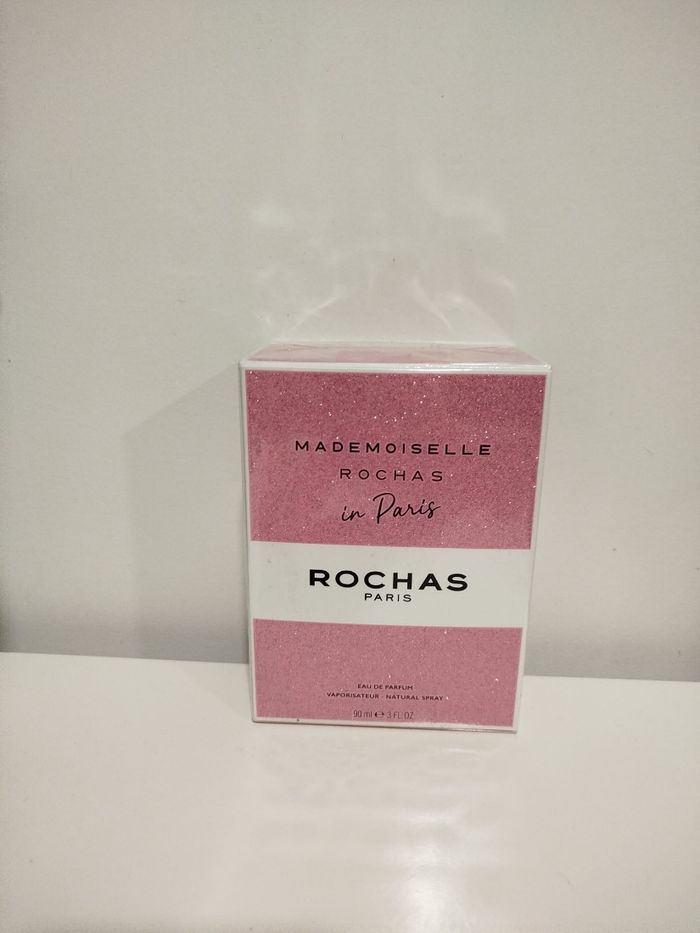 MADEMOISELLE
ROCHAS
in Paris
ROCHAS
PARIS
EAU DE PARFUM
VAPORISATEUR - NATURAL SPRAY
90 ml ℮ 3 FL OZ